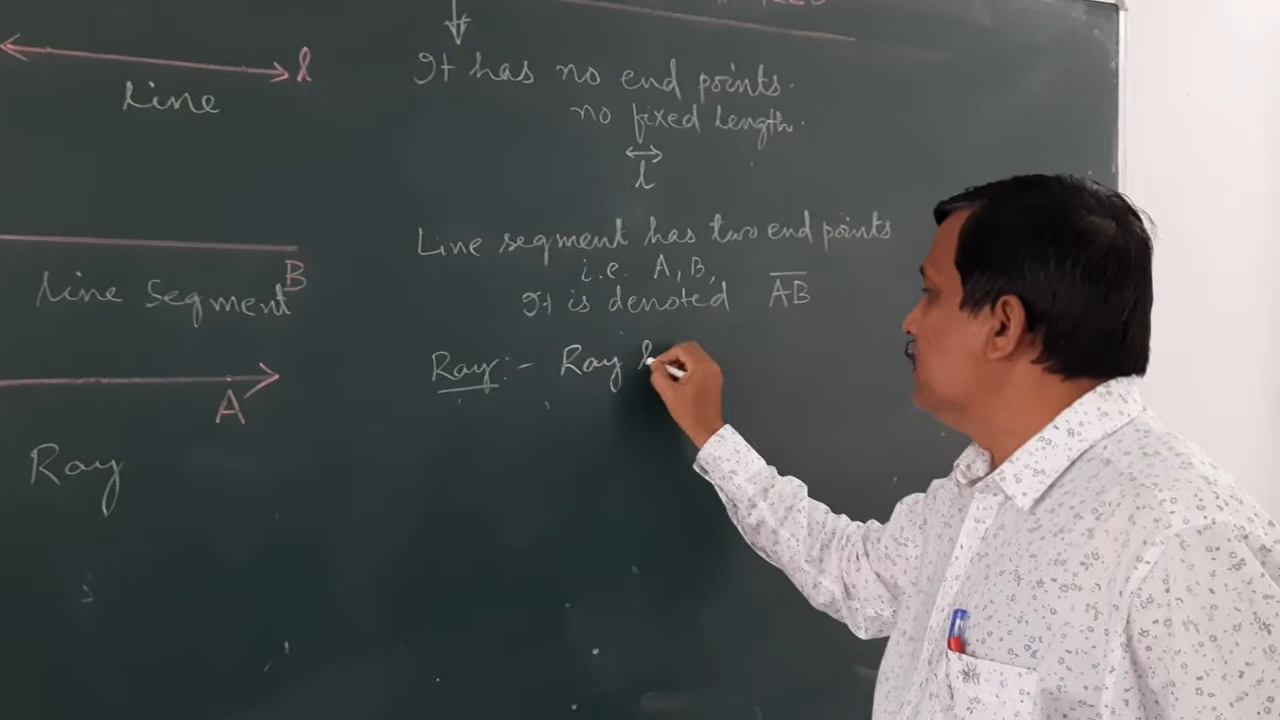 l
Line
It has no end points.
no fixed length.
l
B
Line Segment
Line segment has two end points
i.e. A, B,
It is denoted AB
A
Ray
Ray :- Ray h